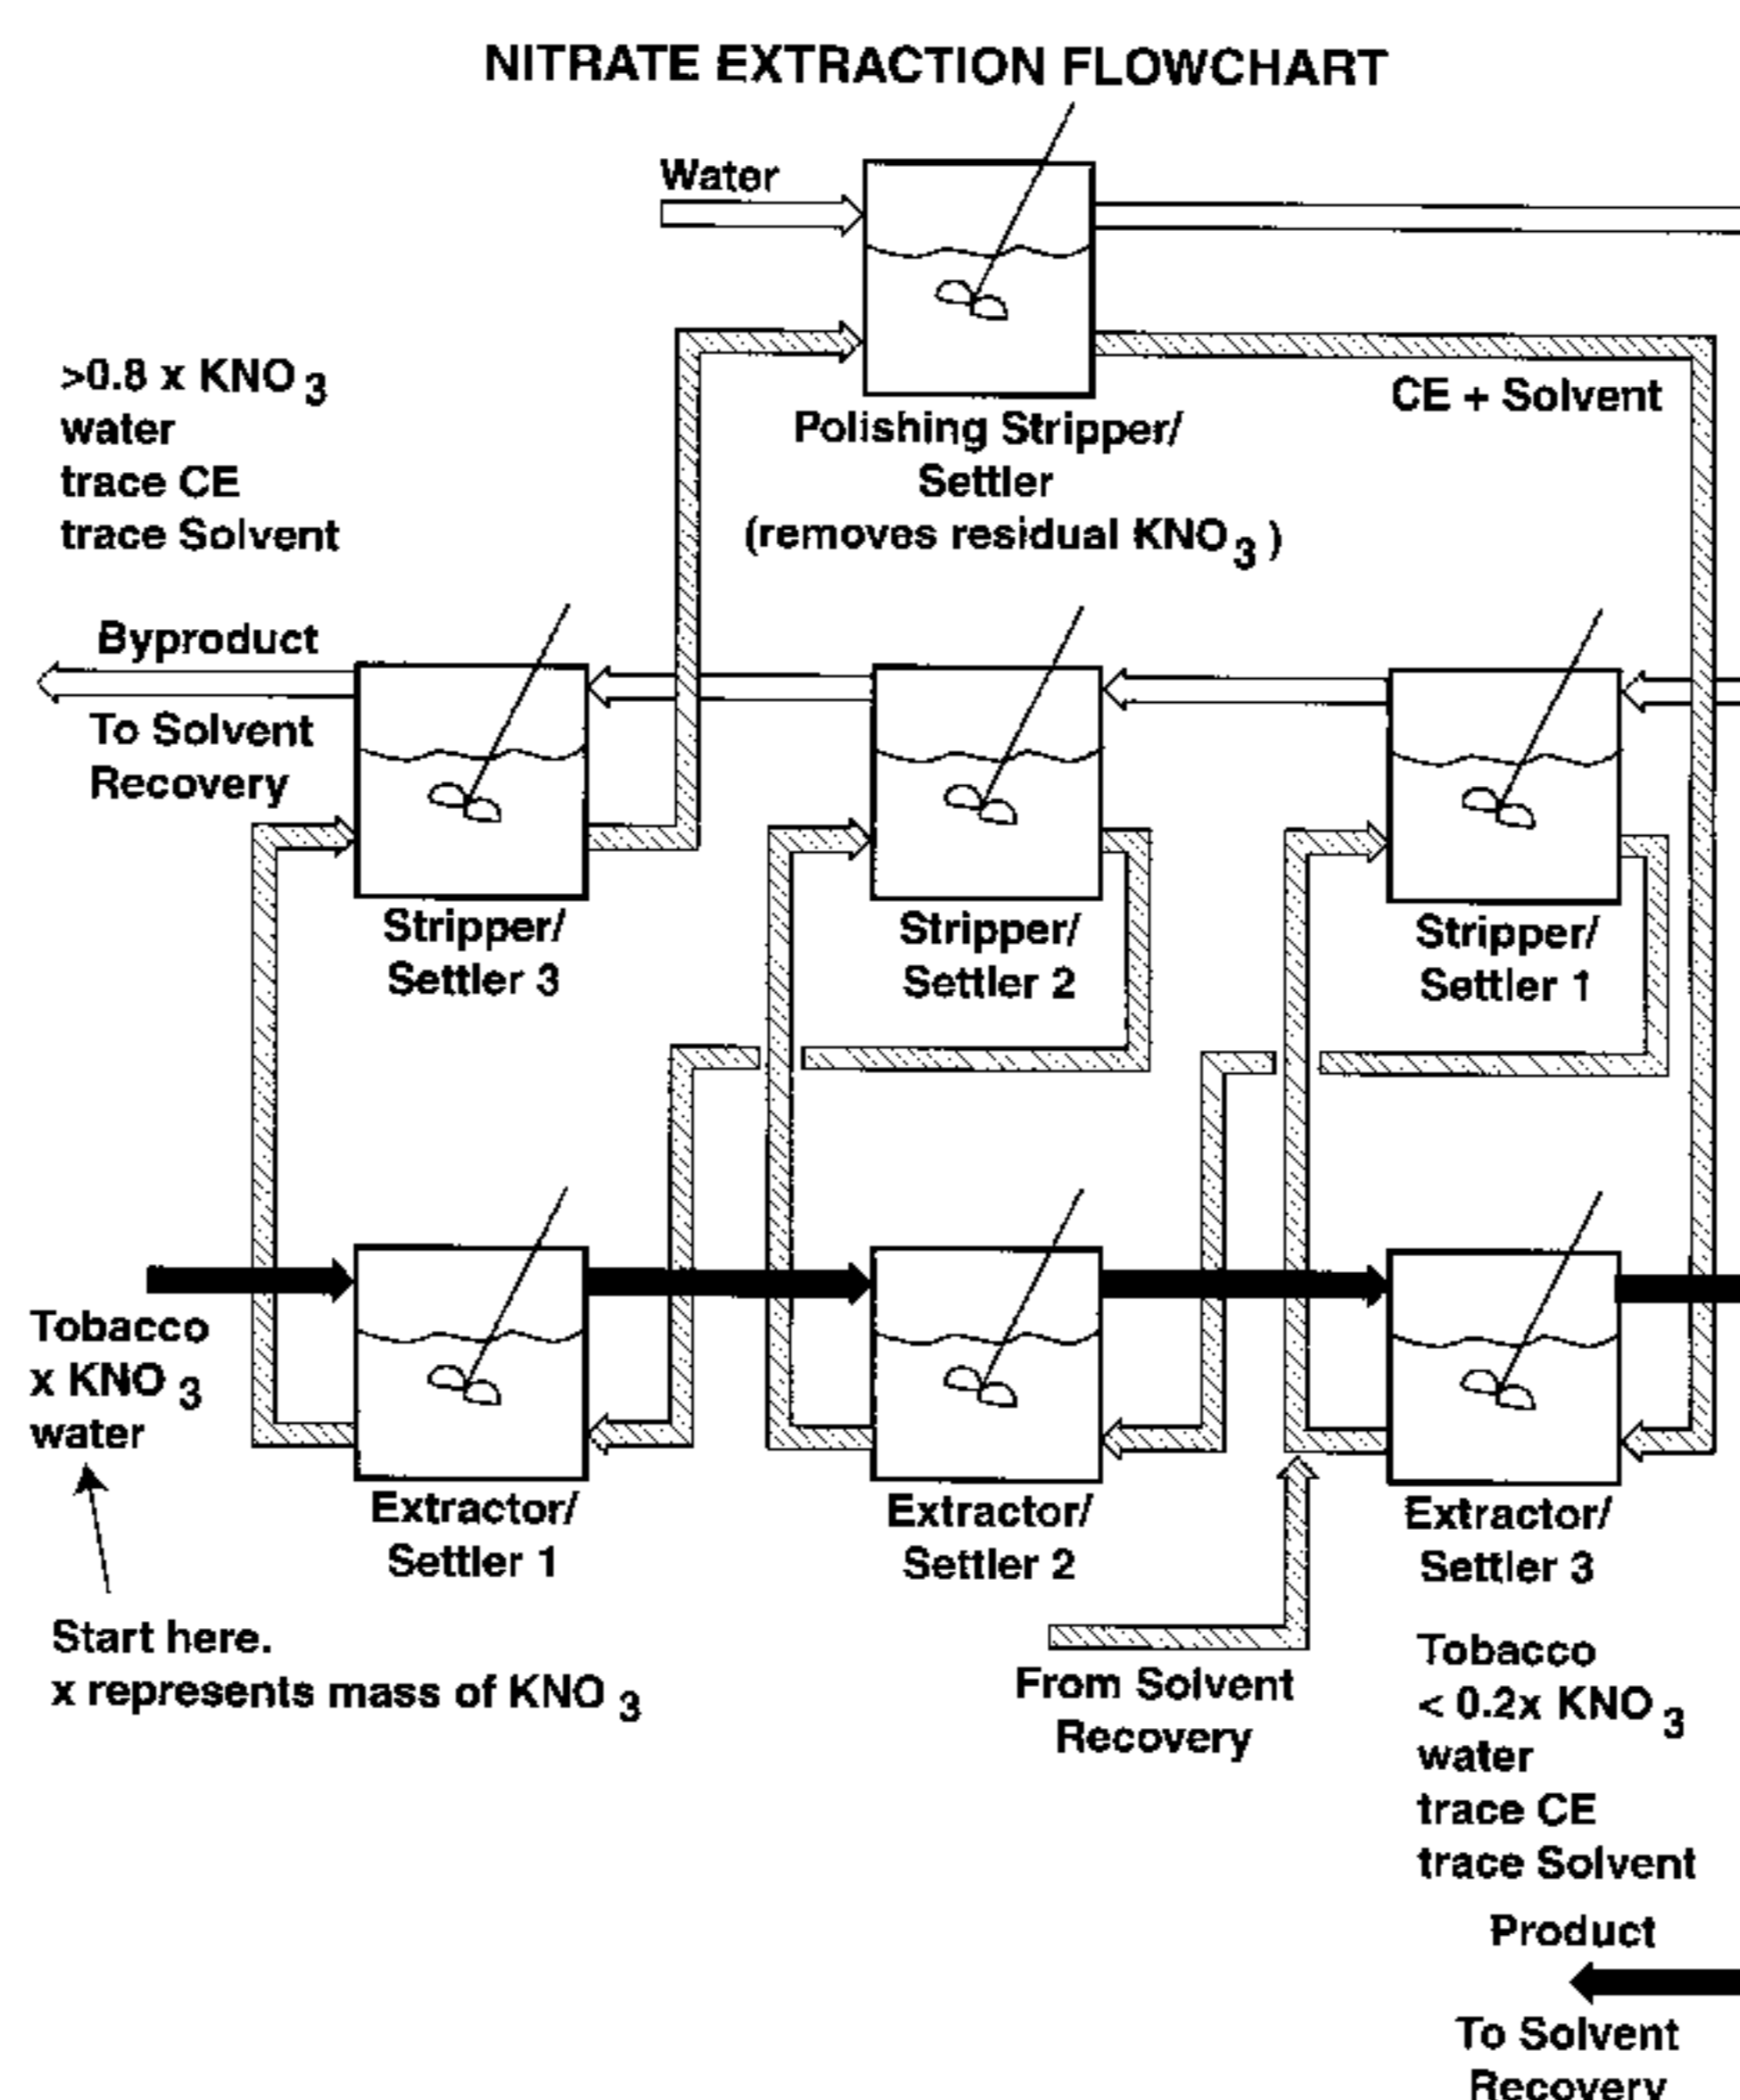 NITRATE EXTRACTION FLOWCHART
Water
>0.8 x KNO3
water
trace CE
trace Solvent
CE + Solvent
Polishing Stripper/
Settler
(removes residual KNO3 )
Byproduct
To Solvent
Recovery
Stripper/
Settler 3
Stripper/
Settler 2
Stripper/
Settler 1
Tobacco
x KNO3
water
Extractor/
Settler 1
Extractor/
Settler 2
Extractor/
Settler 3
Start here.
x represents mass of KNO3
From Solvent
Recovery
Tobacco
< 0.2x KNO3
water
trace CE
trace Solvent
Product
To Solvent
Recovery